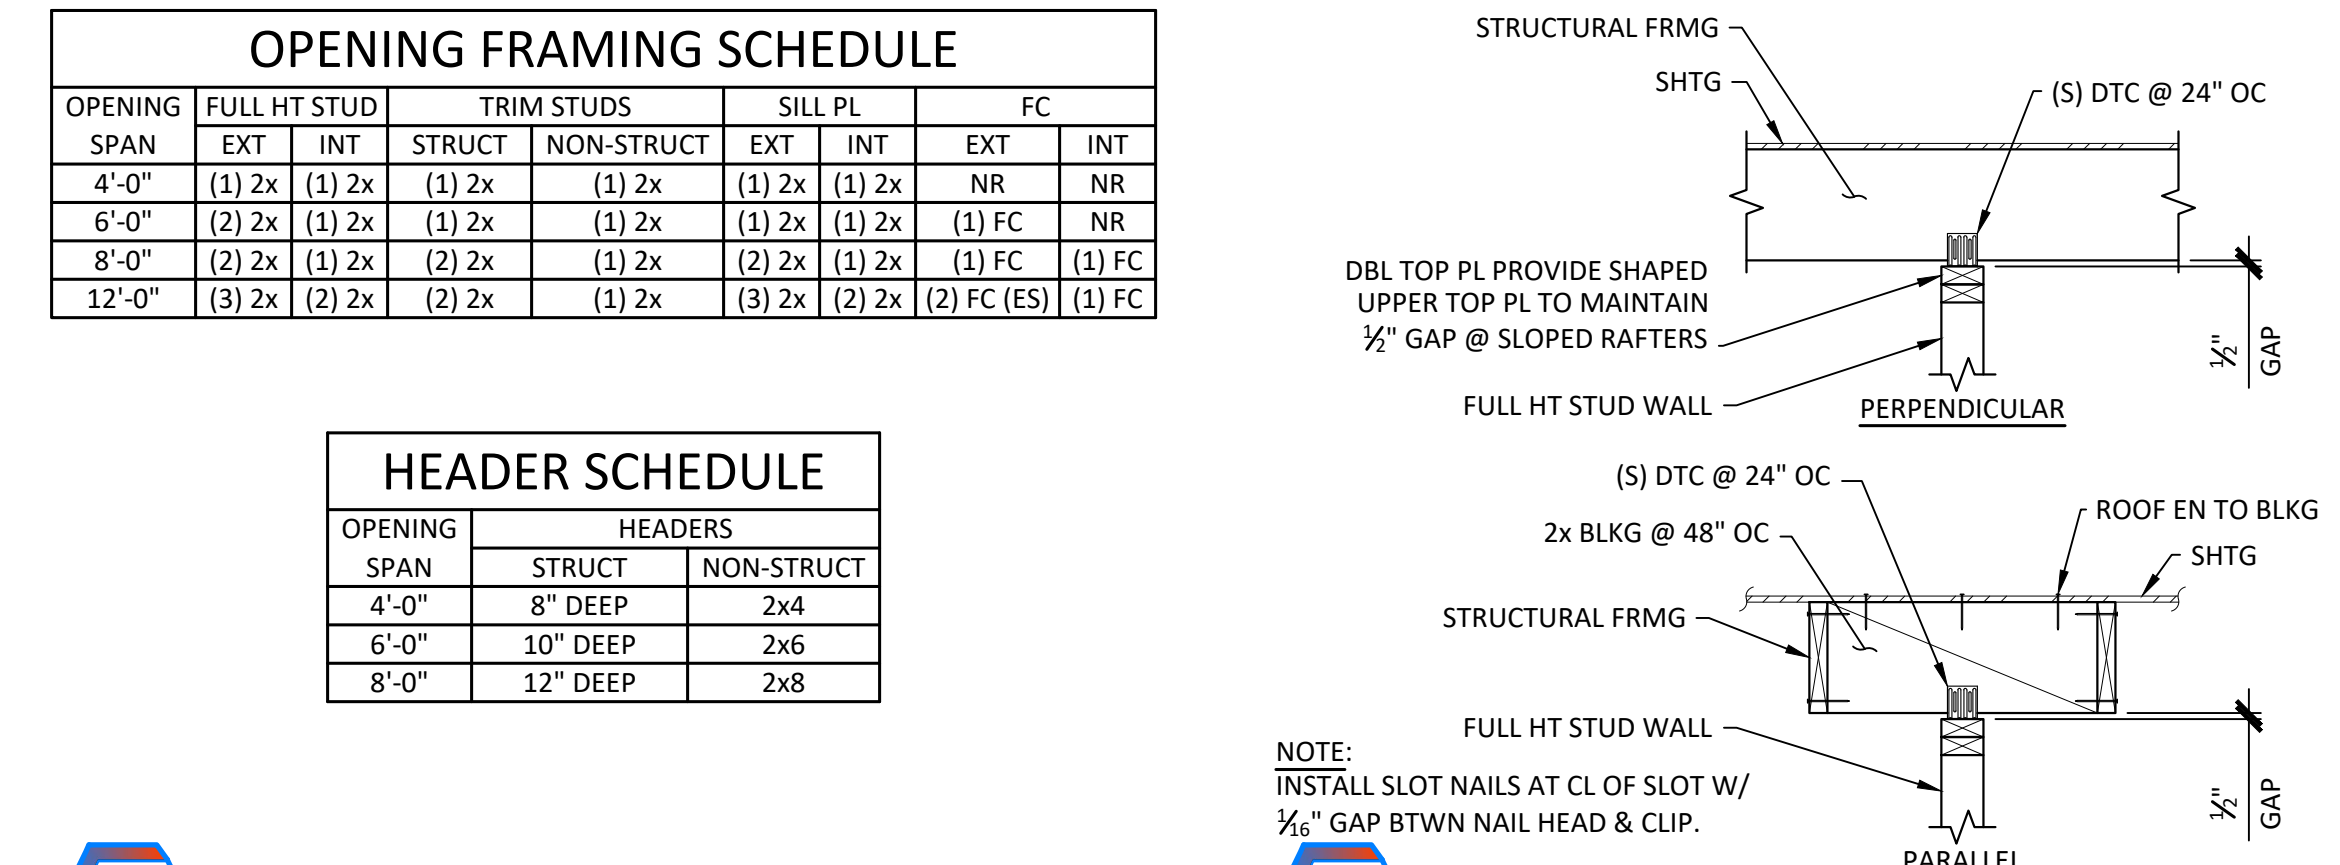 OPENING FRAMING SCHEDULE
OPENING FULL HT STUD TRIM STUDS SILL PL FC
SPAN EXT INT STRUCT NON-STRUCT EXT INT EXT INT
4'-0" (1) 2x (1) 2x (1) 2x (1) 2x (1) 2x (1) 2x NR NR
6'-0" (2) 2x (1) 2x (1) 2x (1) 2x (1) 2x (1) 2x (1) FC NR
8'-0" (2) 2x (1) 2x (2) 2x (1) 2x (2) 2x (1) 2x (1) FC (1) FC
12'-0" (3) 2x (2) 2x (2) 2x (1) 2x (3) 2x (2) 2x (2) FC (ES) (1) FC
HEADER SCHEDULE
OPENING HEADERS
SPAN STRUCT NON-STRUCT
4'-0" 8" DEEP 2x4
6'-0" 10" DEEP 2x6
8'-0" 12" DEEP 2x8
STRUCTURAL FRMG
SHTG
(S) DTC @ 24" OC
DBL TOP PL PROVIDE SHAPED
UPPER TOP PL TO MAINTAIN
1/2" GAP @ SLOPED RAFTERS
FULL HT STUD WALL
1/2"
GAP
PERPENDICULAR
(S) DTC @ 24" OC
2x BLKG @ 48" OC
ROOF EN TO BLKG
SHTG
STRUCTURAL FRMG
FULL HT STUD WALL
1/2"
GAP
NOTE:
INSTALL SLOT NAILS AT CL OF SLOT W/
1/16" GAP BTWN NAIL HEAD & CLIP.
PARALLEL